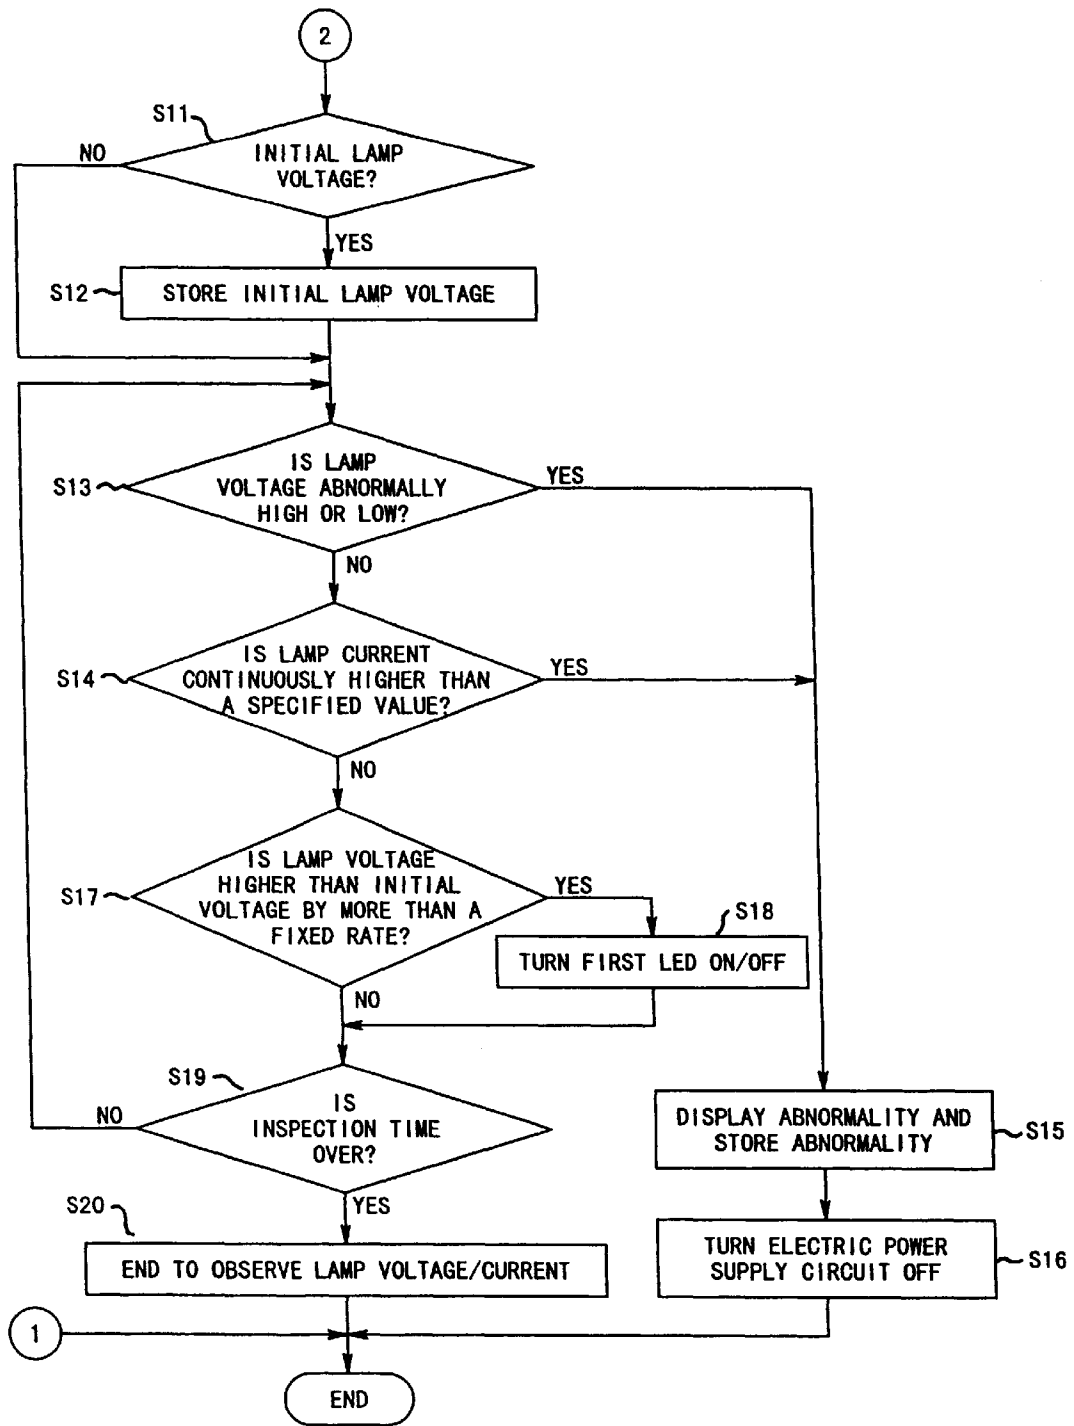 2
S11
NO
INITIAL LAMP
VOLTAGE?
YES
S12
STORE INITIAL LAMP VOLTAGE
S13
IS LAMP
VOLTAGE ABNORMALLY
HIGH OR LOW?
YES
NO
S14
IS LAMP CURRENT
CONTINUOUSLY HIGHER THAN
A SPECIFIED VALUE?
YES
NO
S17
IS LAMP VOLTAGE
HIGHER THAN INITIAL
VOLTAGE BY MORE THAN A
FIXED RATE?
YES
S18
TURN FIRST LED ON/OFF
NO
S19
NO
IS
INSPECTION TIME
OVER?
YES
DISPLAY ABNORMALITY AND
STORE ABNORMALITY
S15
S20
END TO OBSERVE LAMP VOLTAGE/CURRENT
TURN ELECTRIC POWER
SUPPLY CIRCUIT OFF
S16
1
END